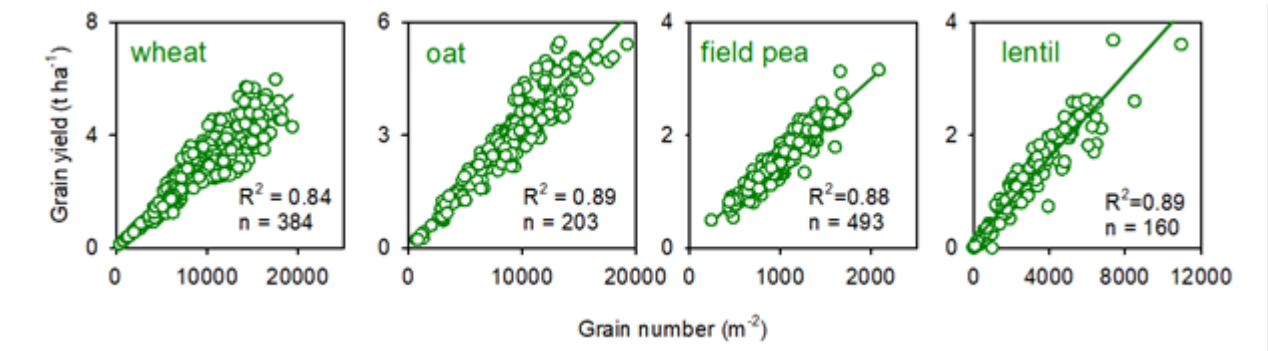 Grain yield (t ha⁻¹)
8
4
0
wheat
R² = 0.84
n = 384
0 10000 20000
6
3
0
oat
R² = 0.89
n = 203
0 10000 20000
4
2
0
field pea
R²=0.88
n = 493
0 1000 2000
4
2
0
lentil
R²=0.89
n = 160
0 4000 8000 12000
Grain number (m⁻²)